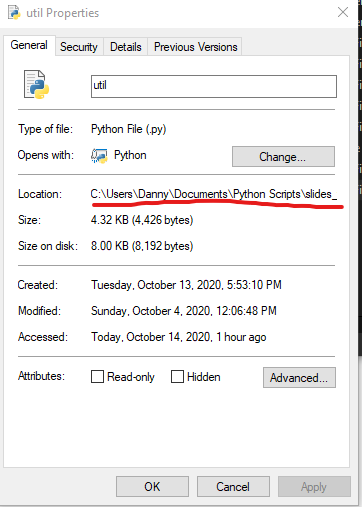 util Properties
General Security Details Previous Versions
util
Type of file: Python File (.py)
Opens with: Python Change...
Location: C:\Users\Danny\Documents\Python Scripts\slides_
Size: 4.32 KB (4,426 bytes)
Size on disk: 8.00 KB (8,192 bytes)
Created: Tuesday, October 13, 2020, 5:53:10 PM
Modified: Sunday, October 4, 2020, 12:06:48 PM
Accessed: Today, October 14, 2020, 1 hour ago
Attributes: Read-only Hidden Advanced...
OK Cancel Apply